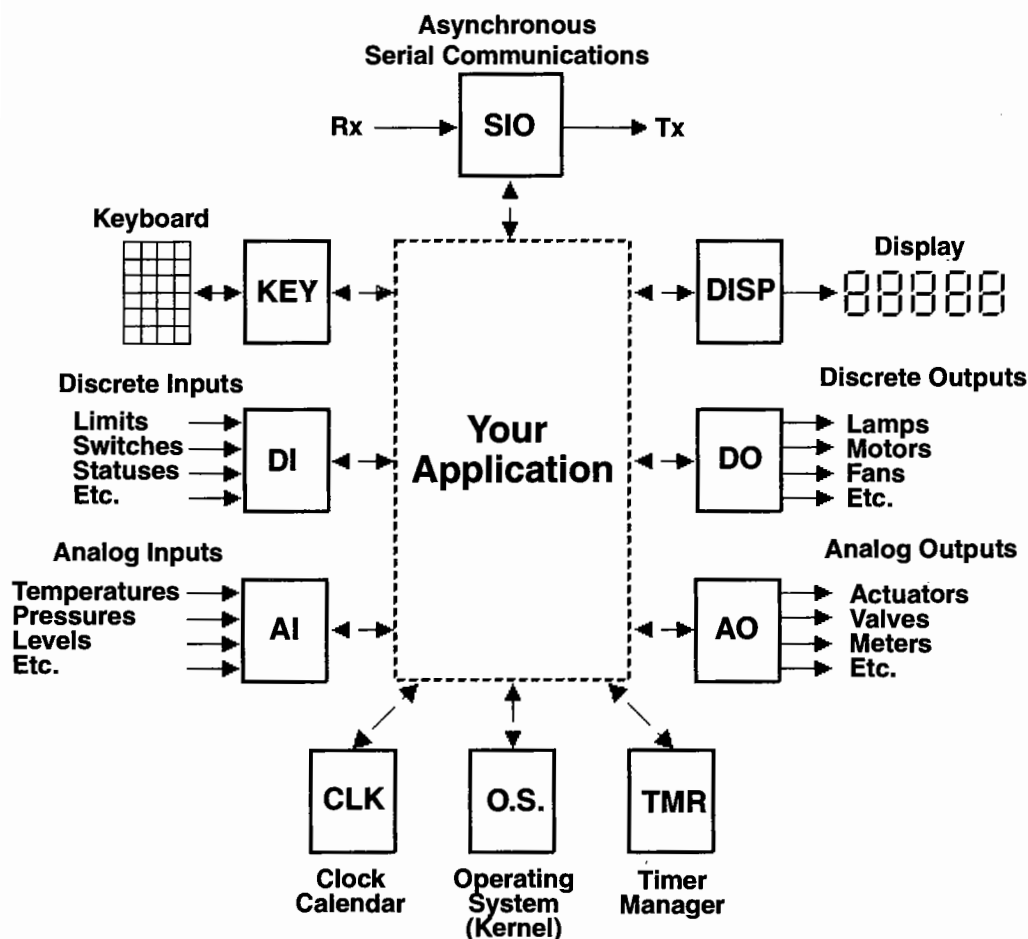 Asynchronous
Serial Communications
Rx
SIO
Tx
Keyboard
KEY
DISP
Display
88888
Discrete Inputs
Limits
Switches
Statuses
Etc.
DI
Your
Application
DO
Discrete Outputs
Lamps
Motors
Fans
Etc.
Analog Inputs
Temperatures
Pressures
Levels
Etc.
AI
AO
Analog Outputs
Actuators
Valves
Meters
Etc.
CLK
O.S.
TMR
Clock
Calendar
Operating
System
(Kernel)
Timer
Manager